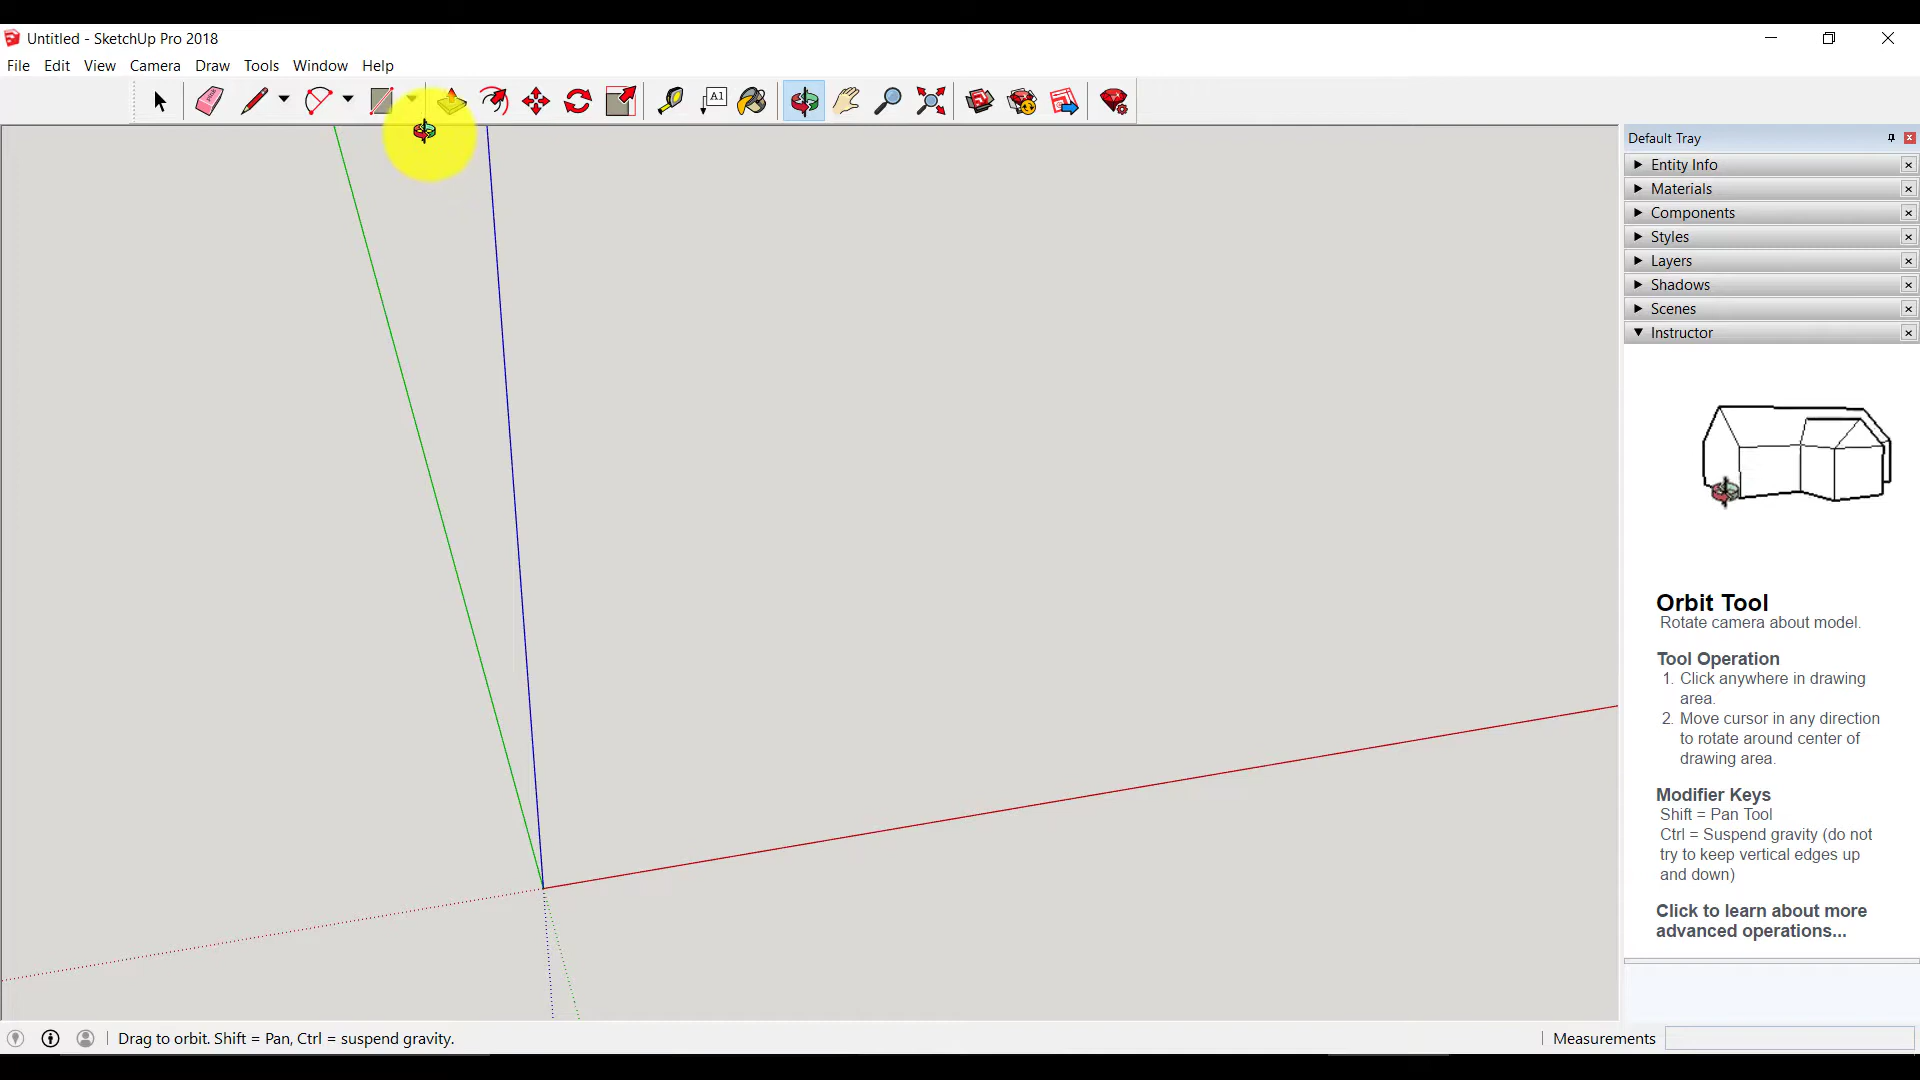 Untitled - SketchUp Pro 2018
File Edit View Camera Draw Tools Window Help
A1
Default Tray
Entity Info
Materials
Components
Styles
Layers
Shadows
Scenes
Instructor
Orbit Tool
Rotate camera about model.
Tool Operation
1. Click anywhere in drawing
area.
2. Move cursor in any direction
to rotate around center of
drawing area.
Modifier Keys
Shift = Pan Tool
Ctrl = Suspend gravity (do not
try to keep vertical edges up
and down)
Click to learn about more
advanced operations...
Drag to orbit. Shift = Pan, Ctrl = suspend gravity.
Measurements